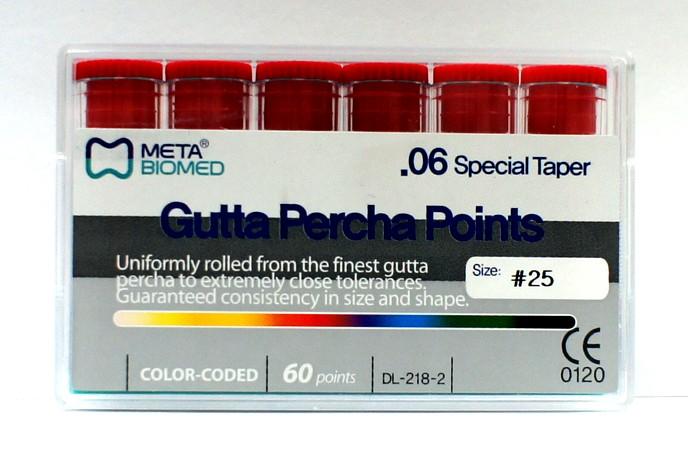 META®
BIOMED
.06 Special Taper
Gutta Percha Points
Uniformly rolled from the finest gutta
percha to extremely close tolerances.
Guaranteed consistency in size and shape.
Size: #25
CE
0120
COLOR-CODED
60 points
DL-218-2